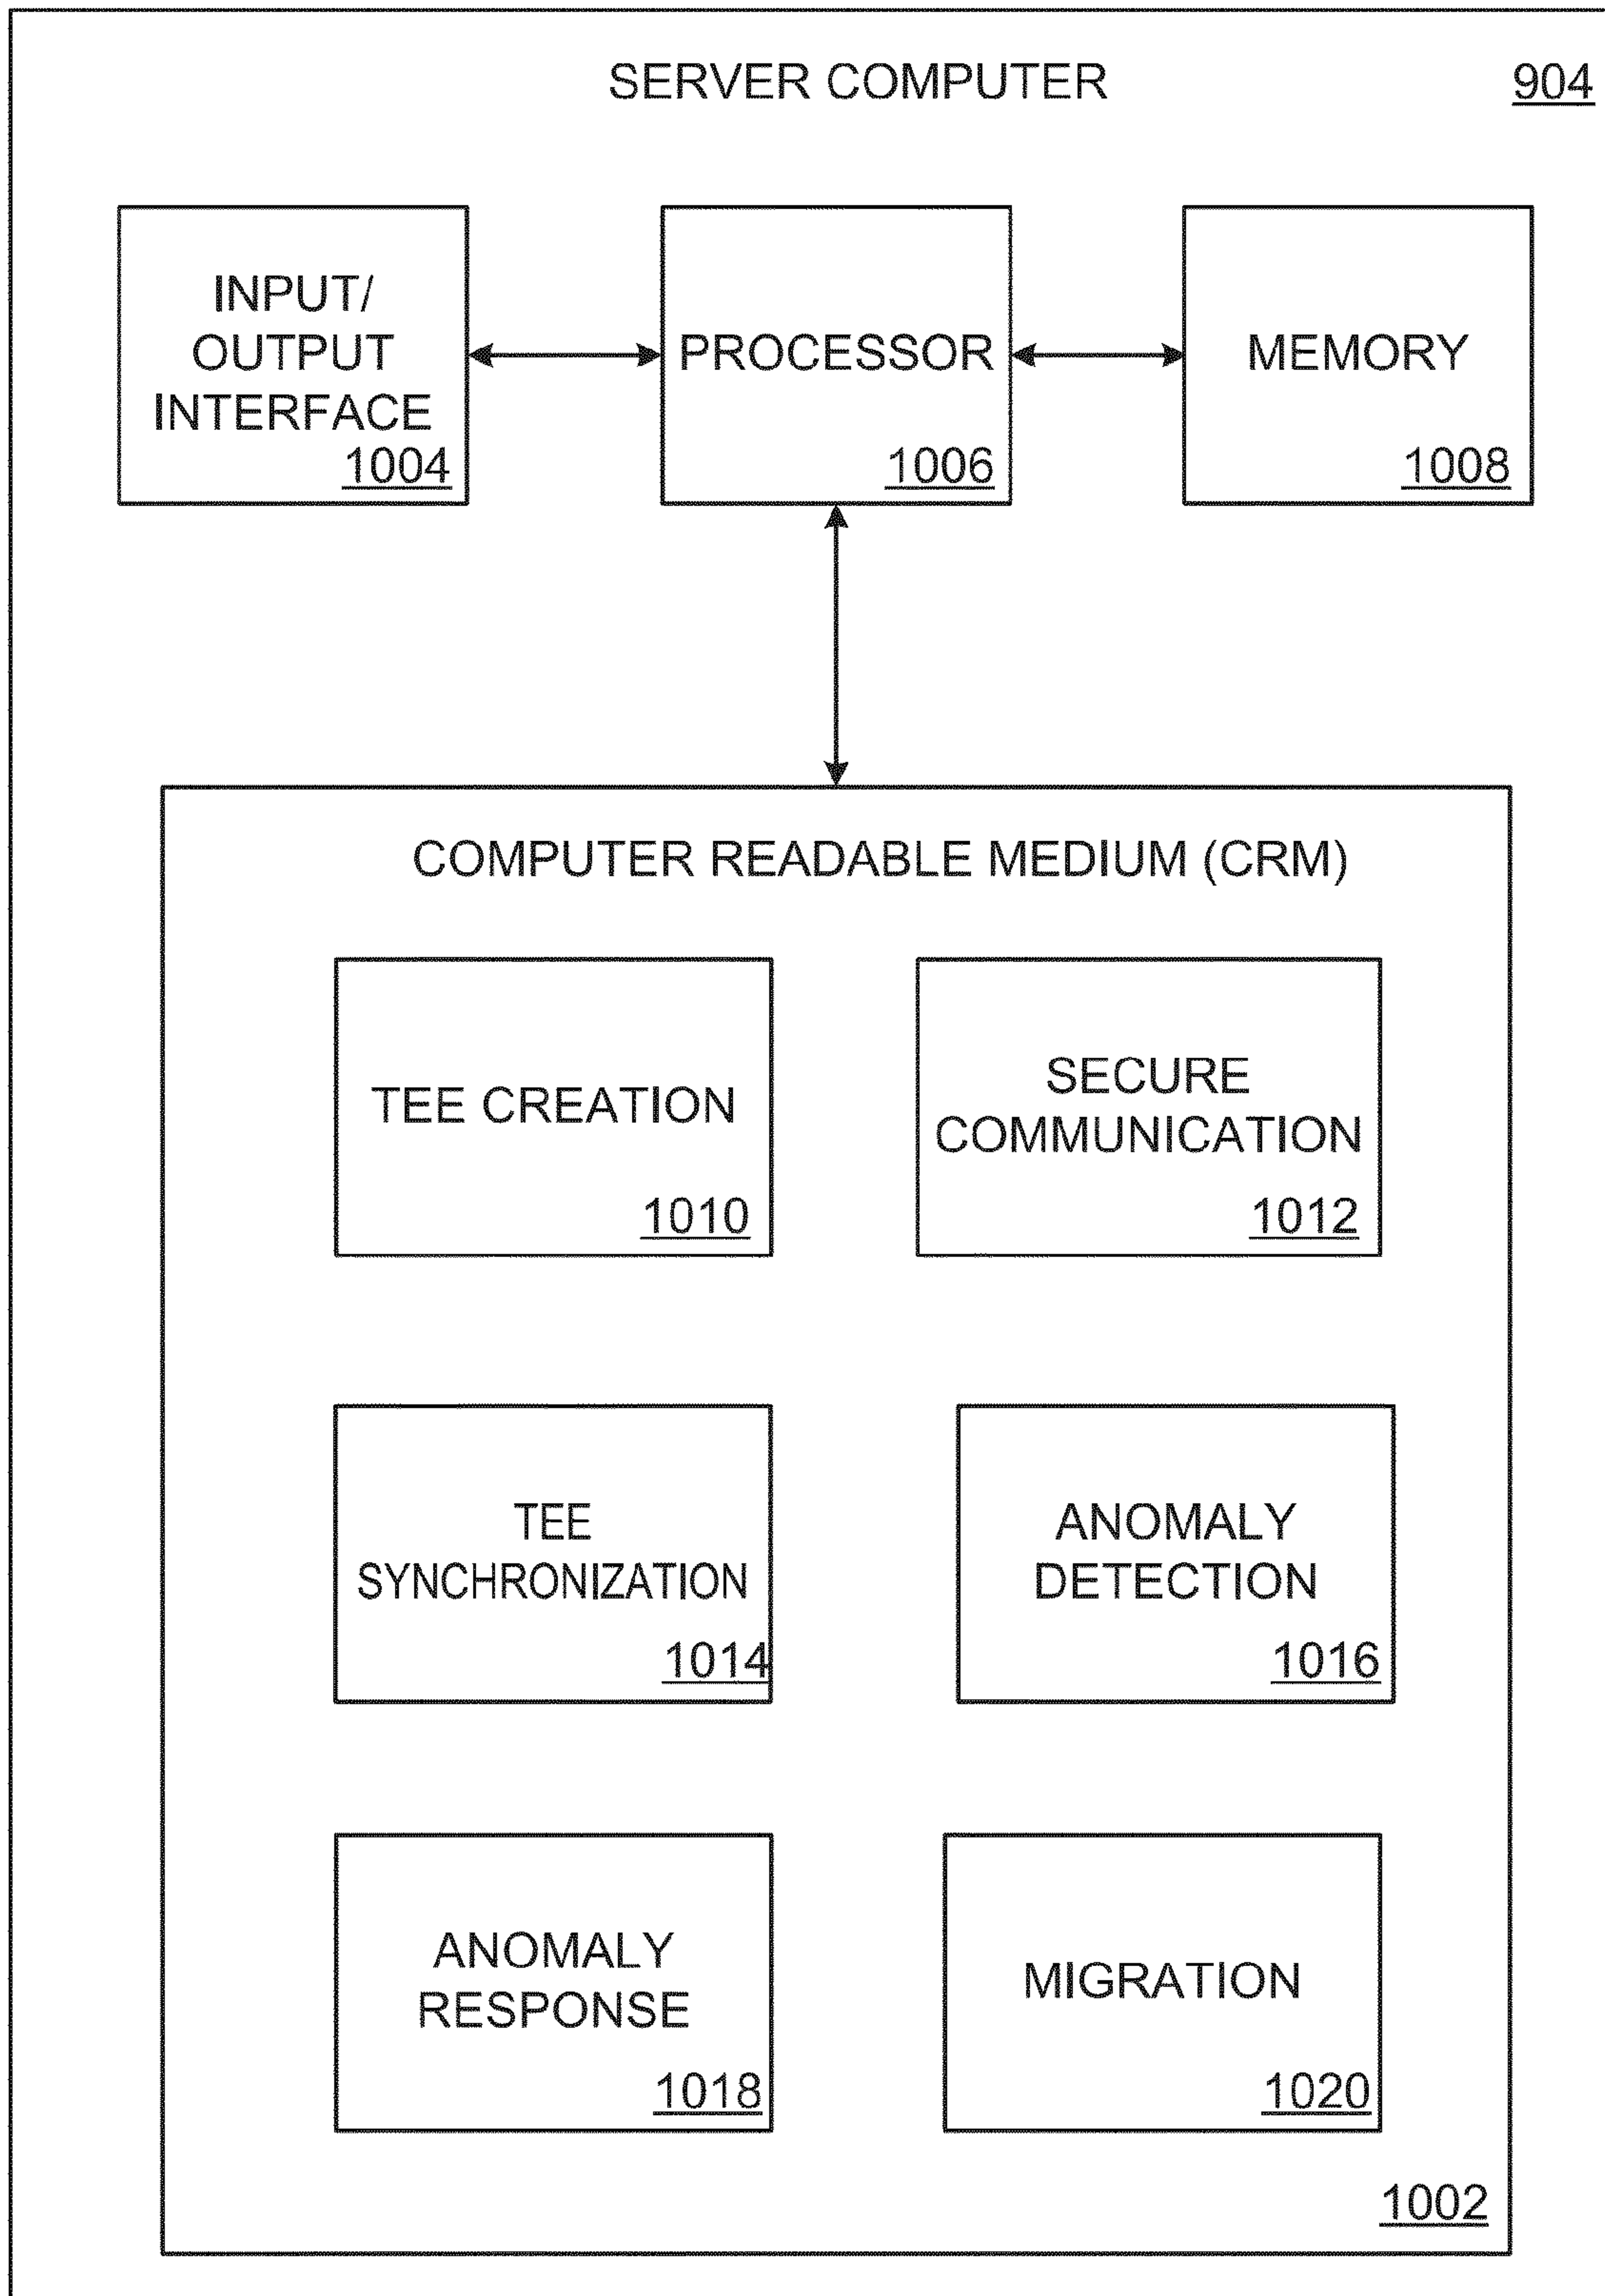 SERVER COMPUTER
904
INPUT/
OUTPUT
INTERFACE
1004
PROCESSOR
1006
MEMORY
1008
COMPUTER READABLE MEDIUM (CRM)
TEE CREATION
1010
SECURE
COMMUNICATION
1012
TEE
SYNCHRONIZATION
1014
ANOMALY
DETECTION
1016
ANOMALY
RESPONSE
1018
MIGRATION
1020
1002